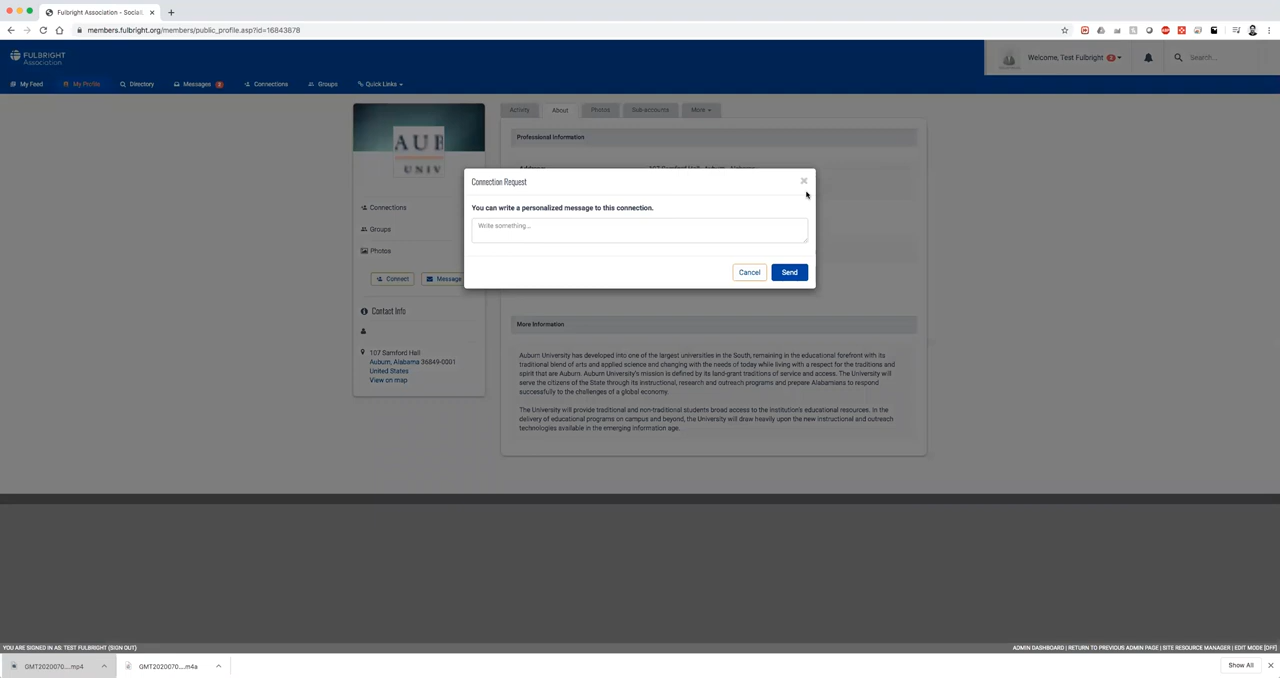 Fulbright Association - Social
members.fulbright.org/members/public_profile.asp?id=16843878
FULBRIGHT
Association
Welcome, Test Fulbright
Search...
My Feed
My Profile
Directory
Messages
Connections
Groups
Quick Links
AUB
UNIV
Activity
About
Photos
Sub-accounts
More
Professional Information
Connection Request
You can write a personalized message to this connection.
Write something...
Cancel
Send
Connections
Groups
Photos
Connect
Message
Contact Info
107 Samford Hall
Auburn, Alabama 36849-0001
United States
View on map
More Information
Auburn University has developed into one of the largest universities in the South, remaining in the educational forefront with its
traditional blend of arts and applied science and changing with the needs of today while living with a respect for the traditions and
spirit that are Auburn. Auburn University's mission is defined by its land-grant traditions of service and access. The University will
serve the citizens of the State through its instructional, research and outreach programs and prepare Alabamians to respond
successfully to the challenges of a global economy.
The University will provide traditional and non-traditional students broad access to the institution's educational resources. In the
delivery of educational programs on campus and beyond, the University will draw heavily upon the new instructional and outreach
technologies available in the emerging information age.
YOU ARE SIGNED IN AS: TEST FULBRIGHT (SIGN OUT)
ADMIN DASHBOARD | RETURN TO PREVIOUS ADMIN PAGE | SITE RESOURCE MANAGER | EDIT MODE [OFF]
GMT2020070....mp4
GMT2020070....m4a
Show All